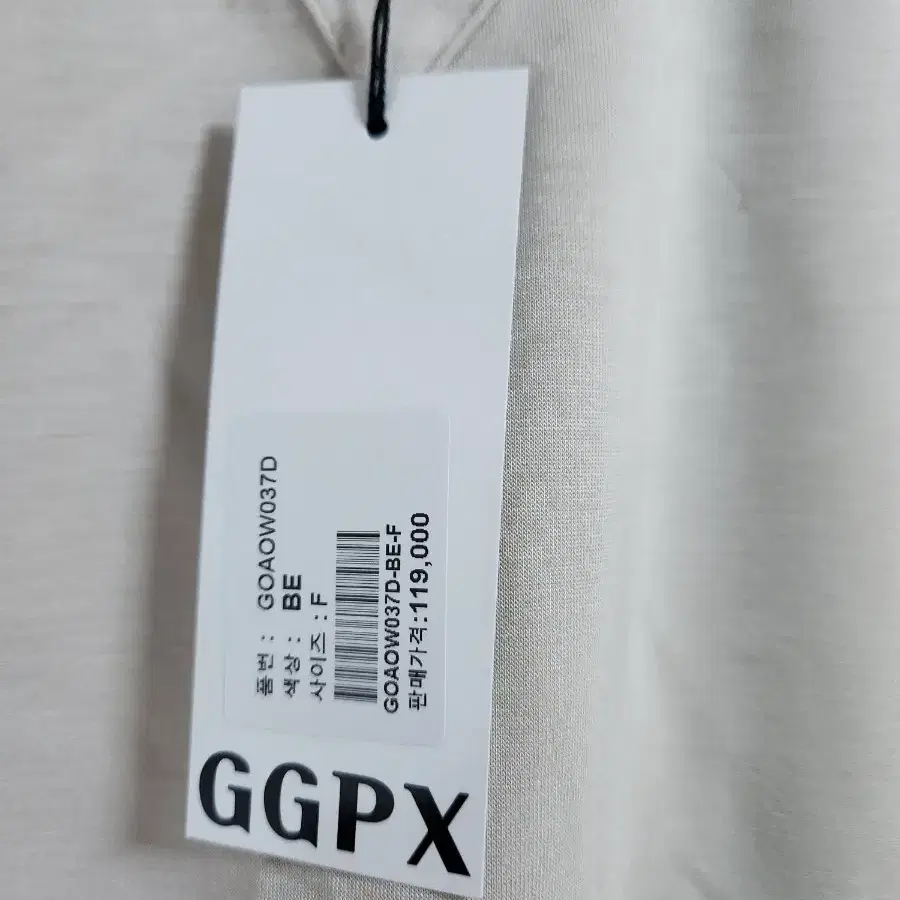 품번 : GOAOW037D
색상 : BE
사이즈 : F
GOAOW037D-BE-F
판매가격:119,000
GGPX